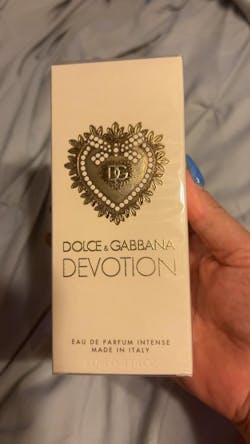 DG
DOLCE & GABBANA
DEVOTION
EAU DE PARFUM INTENSE
MADE IN ITALY